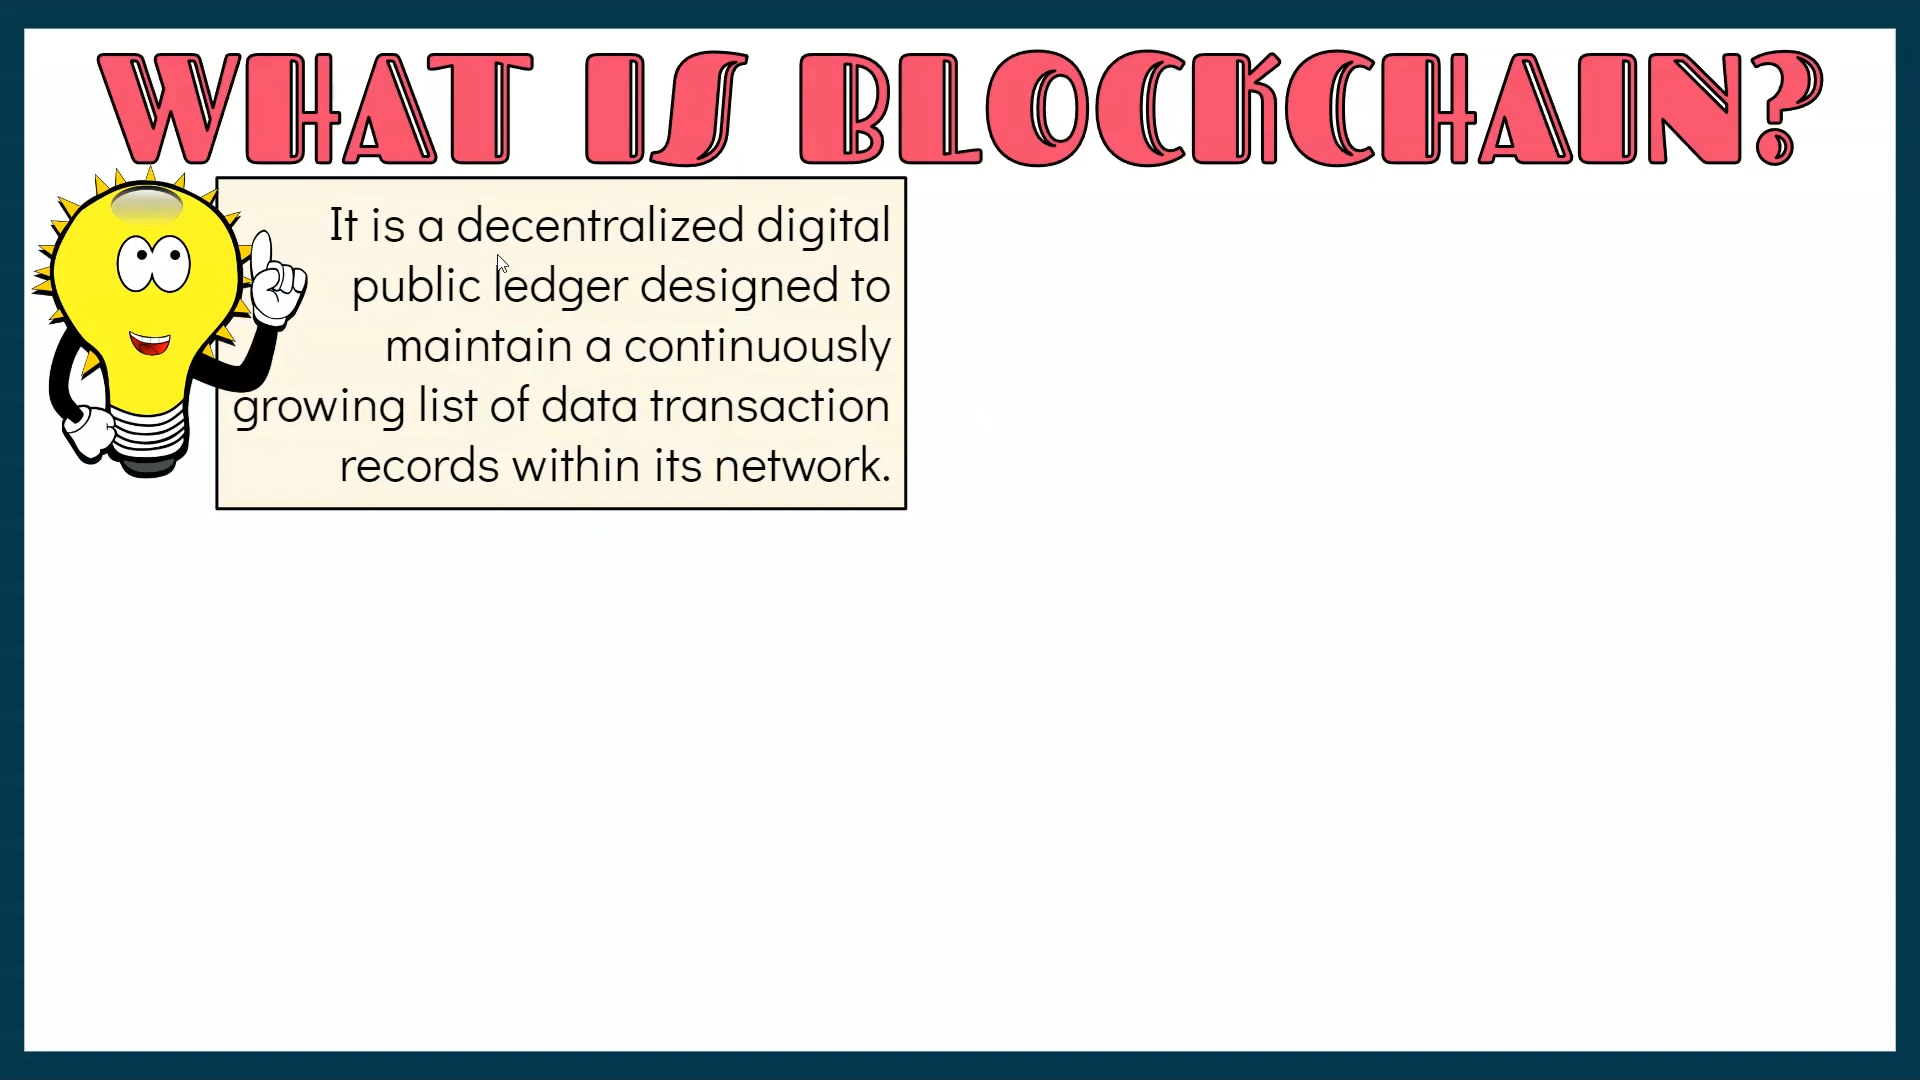 WHAT IS BLOCKCHAIN?
It is a decentralized digital
public ledger designed to
maintain a continuously
growing list of data transaction
records within its network.